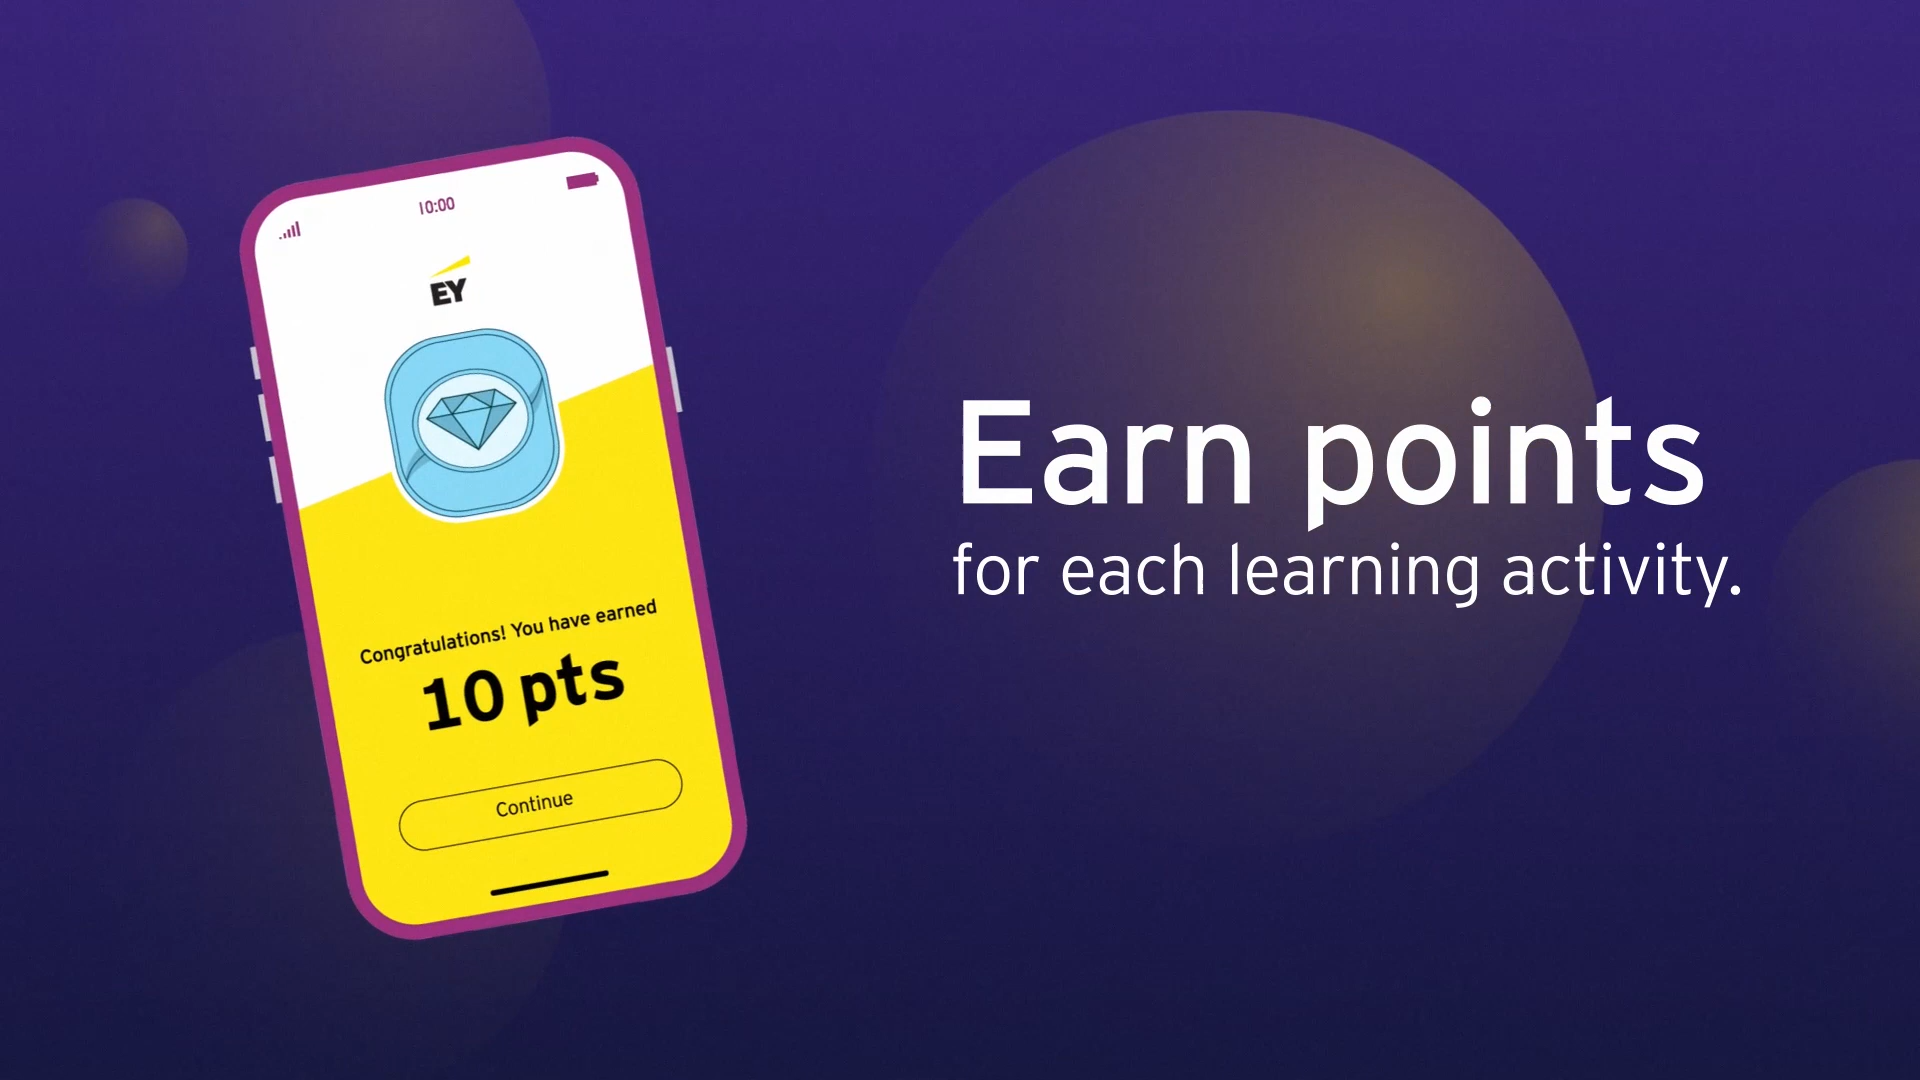 10:00
EY
Congratulations! You have earned
10 pts
Continue
Earn points
for each learning activity.